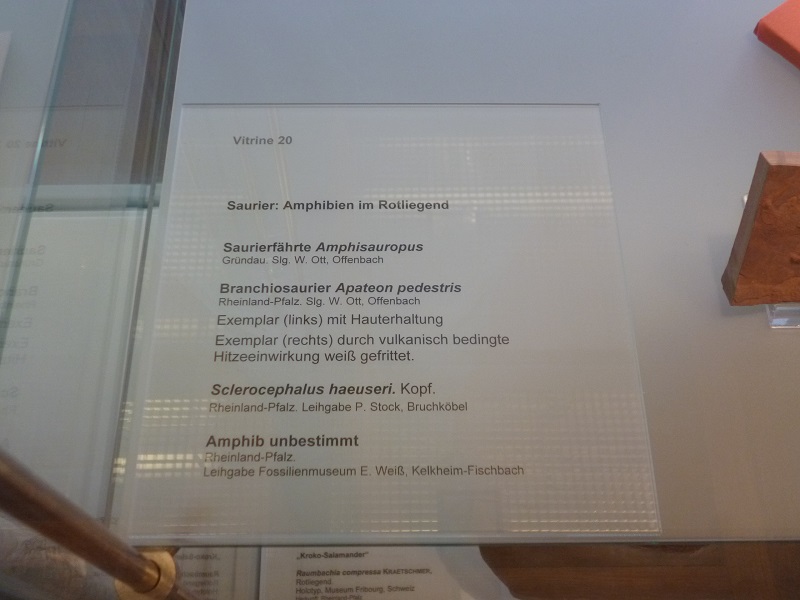 Vitrine 20
Saurier: Amphibien im Rotliegend
Saurierfährte Amphisauropus
Gründau. Slg. W. Ott, Offenbach
Branchiosaurier Apateon pedestris
Rheinland-Pfalz. Slg. W. Ott, Offenbach
Exemplar (links) mit Hauterhaltung
Exemplar (rechts) durch vulkanisch bedingte
Hitzeeinwirkung weiß gefrittet.
Sclerocephalus haeuseri. Kopf.
Rheinland-Pfalz. Leihgabe P. Stock, Bruchköbel
Amphib unbestimmt
Rheinland-Pfalz.
Leihgabe Fossilienmuseum E. Weiß, Kelkheim-Fischbach
„Kroko-Salamander"
Raumbachia compressa KRAETSCHMER,
Rotliegend
Holotyp, Museum Fribourg, Schweiz